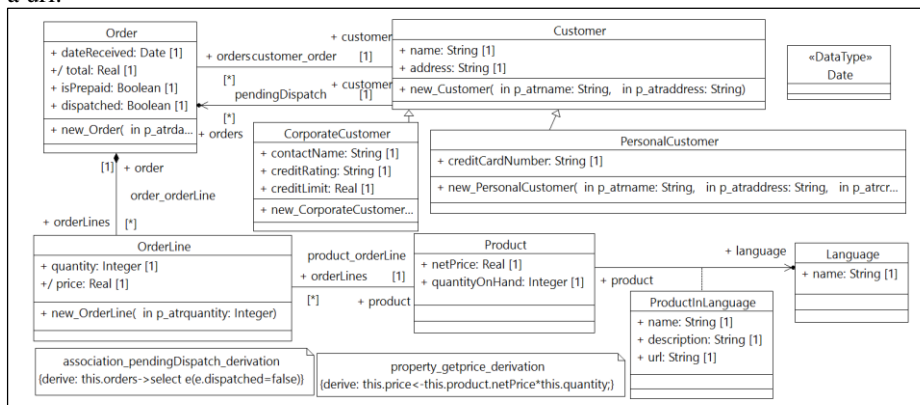 a url.
Order
+ dateReceived: Date [1]
+/ total: Real [1]
+ isPrepaid: Boolean [1]
+ dispatched: Boolean [1]
+ new_Order( in p_atrda...
+ customer
+ orders customer_order [1]
[*]
+ customer
pendingDispatch [1]
[*]
+ orders
Customer
+ name: String [1]
+ address: String [1]
+ new_Customer( in p_atrname: String, in p_atraddress: String)
«DataType»
Date
CorporateCustomer
+ contactName: String [1]
+ creditRating: String [1]
+ creditLimit: Real [1]
+ new_CorporateCustomer...
PersonalCustomer
+ creditCardNumber: String [1]
+ new_PersonalCustomer( in p_atrname: String, in p_atraddress: String, in p_atrcr...
[1] + order
order_orderLine
+ orderLines [*]
OrderLine
+ quantity: Integer [1]
+/ price: Real [1]
+ new_OrderLine( in p_atrquantity: Integer)
product_orderLine
+ orderLines [1]
[*] + product
Product
+ netPrice: Real [1]
+ quantityOnHand: Integer [1]
+ language
+ product
Language
+ name: String [1]
ProductInLanguage
+ name: String [1]
+ description: String [1]
+ url: String [1]
association_pendingDispatch_derivation
{derive: this.orders->select e(e.dispatched=false)}
property_getprice_derivation
{derive: this.price<-this.product.netPrice*this.quantity;}